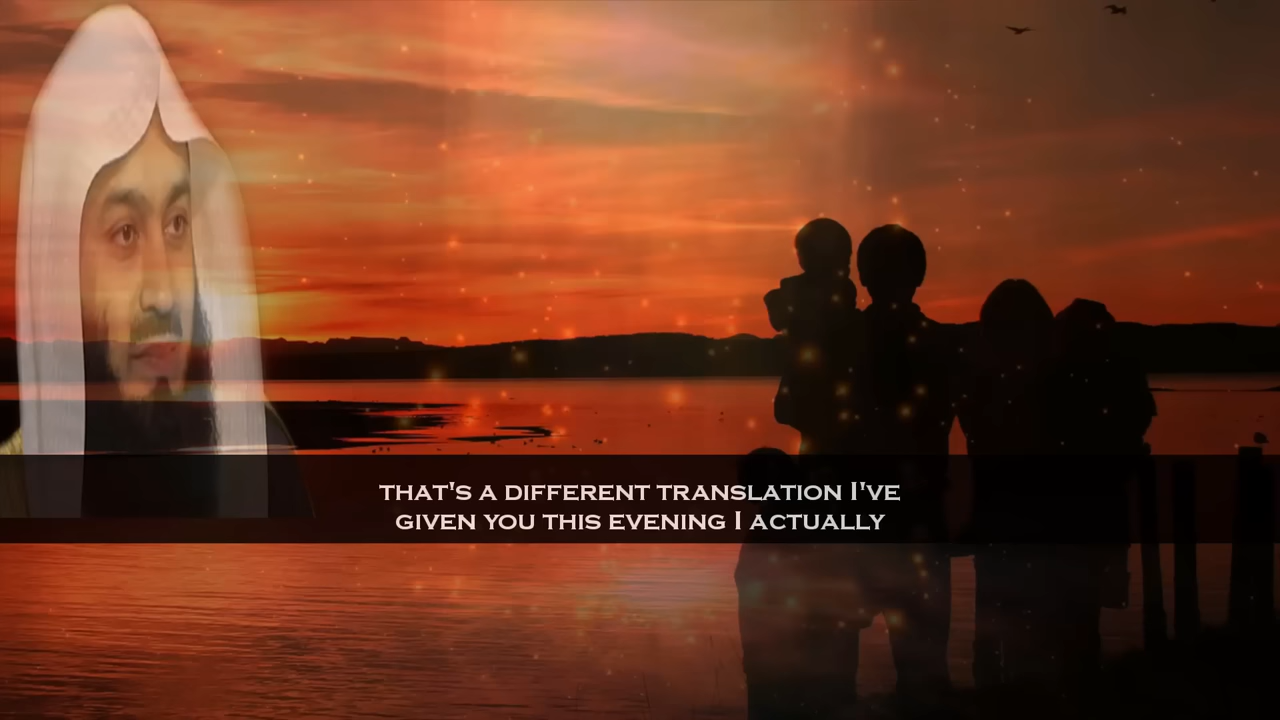 THAT'S A DIFFERENT TRANSLATION I'VE
GIVEN YOU THIS EVENING I ACTUALLY